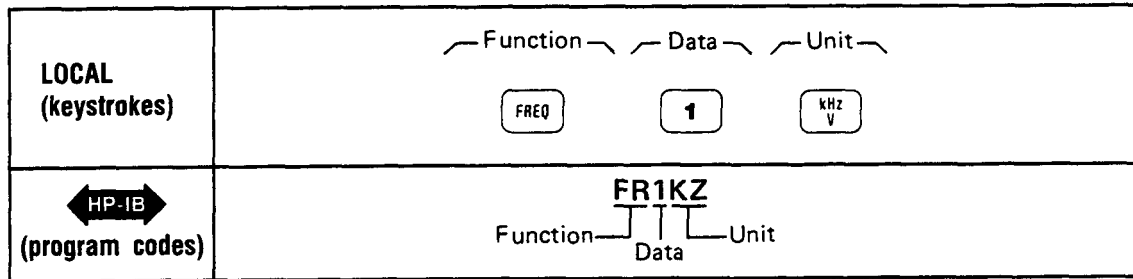 LOCAL
(keystrokes)
Function Data Unit
FREQ 1 kHz
V
HP-IB
(program codes)
FR1KZ
Function Data Unit